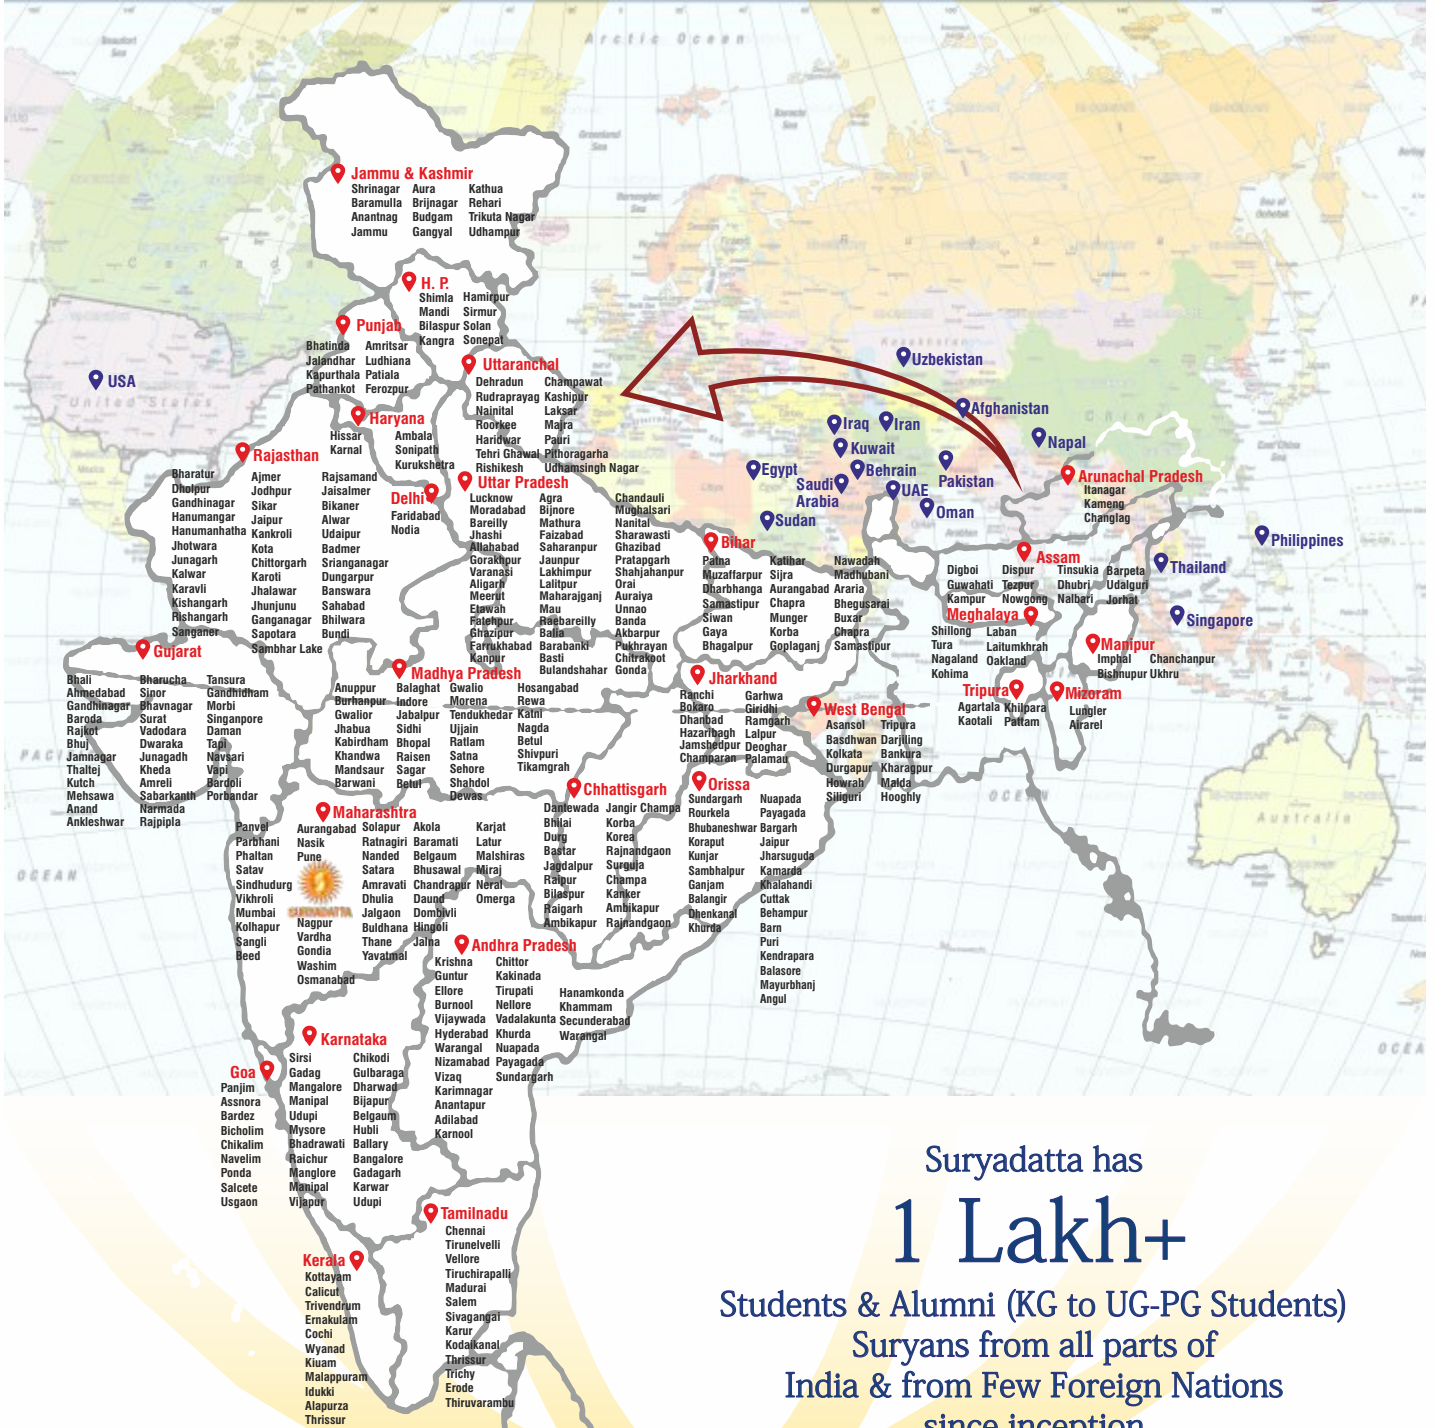 Arctic Ocean
Jammu & Kashmir
Shrinagar Aura Kathua
Baramulla Brijnagar Rehari
Anantnag Budgam Trikuta Nagar
Jammu Gangyal Udhampur
H. P.
Shimla Hamirpur
Mandi Sirmur
Bilaspur Solan
Kangra Sonepat
Punjab
Bhatinda Amritsar
Jalandhar Ludhiana
Kapurthala Patiala
Pathankot Ferozpur
Uttaranchal
Dehradun Champawat
Rudraprayag Kashipur
Nainital Laksar
Roorkee Majra
Haridwar Pauri
Tehri Ghawal Pithoragarha
Rishikesh Udhamsingh Nagar
USA
United States
Haryana
Hissar Ambala
Karnal Sonipath
Kurukshetra
Rajasthan
Bharatur
Dholpur
Gandhinagar
Hanumangar
Hanumanhatha
Jhotwara
Junagarh
Kalwar
Karavli
Kishangarh
Rishangarh
Sanganer
Ajmer
Jodhpur
Sikar
Jaipur
Kankroli
Kota
Chittorgarh
Karoti
Jhalawar
Jhunjunu
Ganganagar
Sapotara
Sambhar Lake
Rajsamand
Jaisalmer
Bikaner
Alwar
Udaipur
Badmer
Srianganagar
Dungarpur
Banswara
Sahabad
Bhilwara
Bundi
Delhi
Faridabad
Nodia
Uttar Pradesh
Lucknow Agra Chandauli
Moradabad Bijnore Mughalsari
Bareilly Mathura Nanital
Jhashi Faizabad Sharawasti
Allahabad Saharanpur Ghazibad
Gorakhpur Jaunpur Pratapgarh
Varanasi Lakhimpur Shahjahanpur
Aligarh Lalitpur Orai
Meerut Maharajganj Auraiya
Etawah Mau Unnao
Fatehpur Raebareilly Banda
Ghazipur Balia Akbarpur
Farrukhabad Barabanki Pukhrayan
Kanpur Basti Chitrakoot
Bulandshahar Gonda
Uzbekistan
Afghanistan
Iraq
Iran
Napal
Kuwait
Egypt
Behrain
Pakistan
Saudi
Arabia
UAE
Oman
Sudan
Philippines
Thailand
Singapore
Arunachal Pradesh
Itanagar
Kameng
Changlag
Bihar
Patna Katihar Nawadah
Muzaffarpur Sijra Madhubani
Dharbhanga Aurangabad Araria
Samastipur Chapra Bhegusarai
Siwan Munger Buxar
Gaya Korba Chapra
Bhagalpur Goplaganj Samastipur
Assam
Digboi Dispur Tinsukia Barpeta
Guwahati Tezpur Dhubri Udalguri
Kampur Nowgong Nalbari Jorhat
Meghalaya
Shillong Laban
Tura Laitumkhrah
Nagaland Oakland
Kohima
Manipur
Imphal Chanchanpur
Bishnupur Ukhru
Tripura
Agartala Khilpara
Kaotali Pattam
Mizoram
Lungler
Airarel
Gujarat
Bhali Bharucha Tansura
Ahmedabad Sinor Gandhidham
Gandhinagar Bhavnagar Morbi
Baroda Surat Singanpore
Rajkot Vadodara Daman
Bhuj Dwaraka Tapi
Jamnagar Junagadh Navsari
Thaltej Kheda Vapi
Kutch Amreli Bardoli
Mehsawa Sabarkanth Porbandar
Anand Narmada
Ankleshwar Rajpipla
Madhya Pradesh
Anuppur Balaghat Gwalio Hosangabad
Burhanpur Indore Morena Rewa
Gwalior Jabalpur Tendukhedar Katni
Jhabua Sidhi Ujjain Nagda
Kabirdham Bhopal Ratlam Betul
Khandwa Raisen Satna Shivpuri
Mandsaur Sagar Sehore Tikamgrah
Barwani Betul Shahdol
Dewas
Jharkhand
Ranchi Garhwa
Bokaro Giridhi
Dhanbad Ramgarh
Hazaribagh Lalpur
Jamshedpur Deoghar
Champaran Palamau
West Bengal
Asansol Tripura
Basdhwan Darjiling
Kolkata Bankura
Durgapur Kharagpur
Howrah Malda
Siliguri Hooghly
Chhattisgarh
Dantewada Jangir Champa
Bhilai Korba
Durg Korea
Bastar Rajnandgaon
Jagdalpur Surguja
Raipur Champa
Bilaspur Kanker
Raigarh Ambikapur
Ambikapur Rajnandgaon
Orissa
Sundargarh Nuapada
Rourkela Payagada
Bhubaneshwar Bargarh
Koraput Jaipur
Kunjar Jharsuguda
Sambhalpur Kamarda
Ganjam Khalahandi
Balangir Cuttak
Dhenkanal Behampur
Khurda Barn
Puri
Kendrapara
Balasore
Mayurbhanj
Angul
Maharashtra
Panvel
Parbhani
Phaltan
Satav
Sindhudurg
Vikhroli
Mumbai
Kolhapur
Sangli
Beed
Aurangabad
Nasik
Pune
SURYADATTA
Nagpur
Vardha
Gondia
Washim
Osmanabad
Solapur Akola Karjat
Ratnagiri Baramati Latur
Nanded Belgaum Malshiras
Satara Bhusawal Miraj
Amravati Chandrapur Neral
Dhulia Daund Omerga
Jalgaon Dombivli
Buldhana Hingoli
Thane Jalna
Yavatmal
Andhra Pradesh
Krishna Chittor
Guntur Kakinada
Ellore Tirupati Hanamkonda
Burnool Nellore Khammam
Vijaywada Vadalakunta Secunderabad
Hyderabad Khurda Warangal
Warangal Nuapada
Nizamabad Payagada
Vizaq Sundargarh
Karimnagar
Anantapur
Adilabad
Karnool
Karnataka
Sirsi Chikodi
Gadag Gulbaraga
Mangalore Dharwad
Manipal Bijapur
Udupi Belgaum
Mysore Hubli
Bhadrawati Ballary
Raichur Bangalore
Manglore Gadagarh
Manipal Karwar
Vijapur Udupi
Goa
Panjim
Assnora
Bardez
Bicholim
Chikalim
Navelim
Ponda
Salcete
Usgaon
Tamilnadu
Chennai
Tirunelvelli
Vellore
Tiruchirapalli
Madurai
Salem
Sivagangai
Karur
Kodaikanal
Thrissur
Trichy
Erode
Thiruvarambu
Kerala
Kottayam
Calicut
Trivendrum
Ernakulam
Cochi
Wyanad
Kiuam
Malappuram
Idukki
Alapurza
Thrissur
Australia
OCEAN
OCEAN
Suryadatta has
1 Lakh+
Students & Alumni (KG to UG-PG Students)
Suryans from all parts of
India & from Few Foreign Nations
since inception